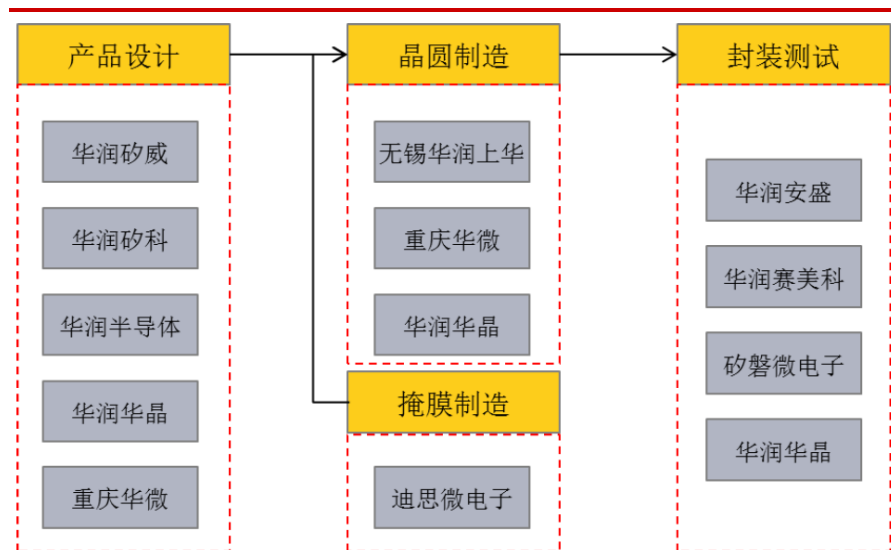 产品设计
华润矽威
华润矽科
华润半导体
华润华晶
重庆华微
晶圆制造
无锡华润上华
重庆华微
华润华晶
掩膜制造
迪思微电子
封装测试
华润安盛
华润赛美科
矽磐微电子
华润华晶